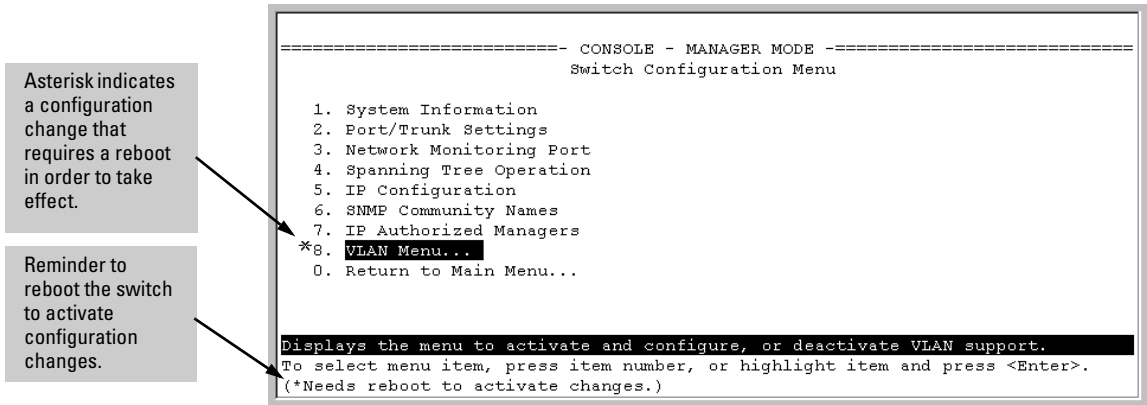 Asterisk indicates
a configuration
change that
requires a reboot
in order to take
effect.
Reminder to
reboot the switch
to activate
configuration
changes.
==========================- CONSOLE - MANAGER MODE -============================
Switch Configuration Menu
1. System Information
2. Port/Trunk Settings
3. Network Monitoring Port
4. Spanning Tree Operation
5. IP Configuration
6. SNMP Community Names
7. IP Authorized Managers
*8. VLAN Menu...
0. Return to Main Menu...
Displays the menu to activate and configure, or deactivate VLAN support.
To select menu item, press item number, or highlight item and press <Enter>.
(*Needs reboot to activate changes.)